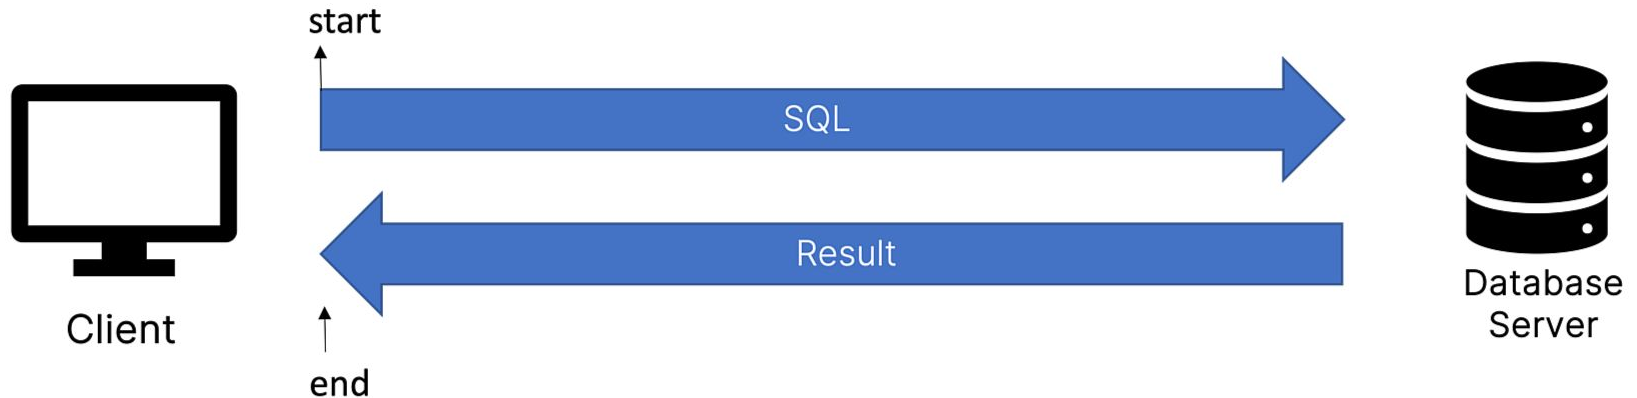 start
SQL
Result
Client
end
Database
Server